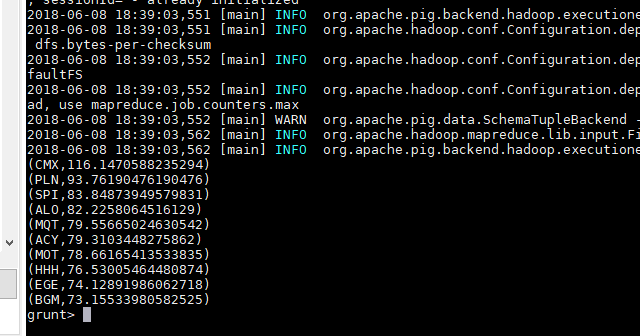 , sessionId= - already initialized
2018-06-08 18:39:03,551 [main] INFO  org.apache.pig.backend.hadoop.executione
2018-06-08 18:39:03,551 [main] INFO  org.apache.hadoop.conf.Configuration.dep
 dfs.bytes-per-checksum
2018-06-08 18:39:03,552 [main] INFO  org.apache.hadoop.conf.Configuration.dep
faultFS
2018-06-08 18:39:03,552 [main] INFO  org.apache.hadoop.conf.Configuration.dep
ad, use mapreduce.job.counters.max
2018-06-08 18:39:03,552 [main] WARN  org.apache.pig.data.SchemaTupleBackend -
2018-06-08 18:39:03,562 [main] INFO  org.apache.hadoop.mapreduce.lib.input.Fi
2018-06-08 18:39:03,562 [main] INFO  org.apache.pig.backend.hadoop.executione
(CMX,116.1470588235294)
(PLN,93.76190476190476)
(SPI,83.84873949579831)
(ALO,82.2258064516129)
(MQT,79.55665024630542)
(ACY,79.3103448275862)
(MOT,78.66165413533835)
(HHH,76.53005464480874)
(EGE,74.12891986062718)
(BGM,73.15533980582525)
grunt>